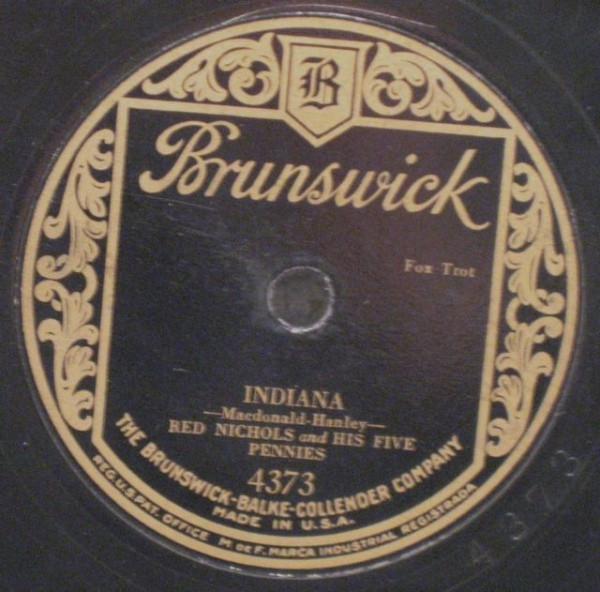 B
Brunswick
Fox Trot
INDIANA
—Macdonald-Hanley—
RED NICHOLS and HIS FIVE
PENNIES
4373
THE BRUNSWICK-BALKE-COLLENDER COMPANY
MADE IN U.S.A.
REG. U.S. PAT. OFFICE M. DE F. MARCA INDUSTRIAL REGISTRADA
4373